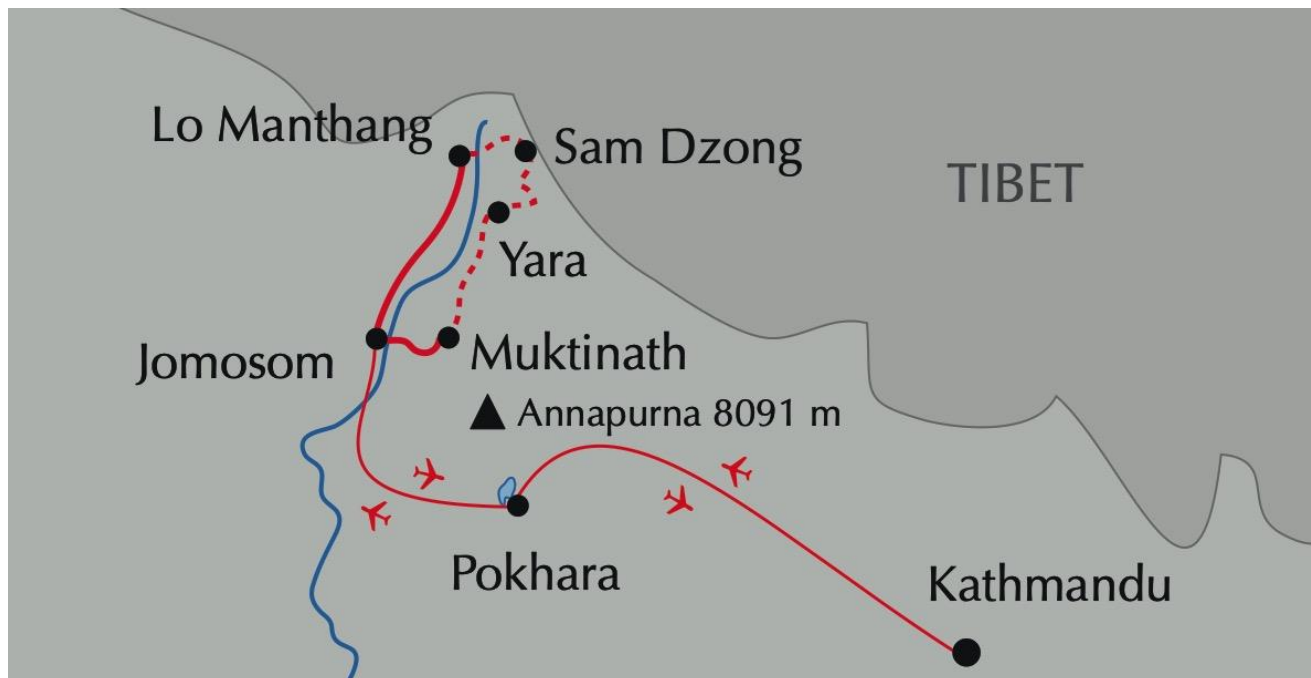 Lo Manthang
Sam Dzong
TIBET
Yara
Jomosom
Muktinath
Annapurna 8091 m
Pokhara
Kathmandu